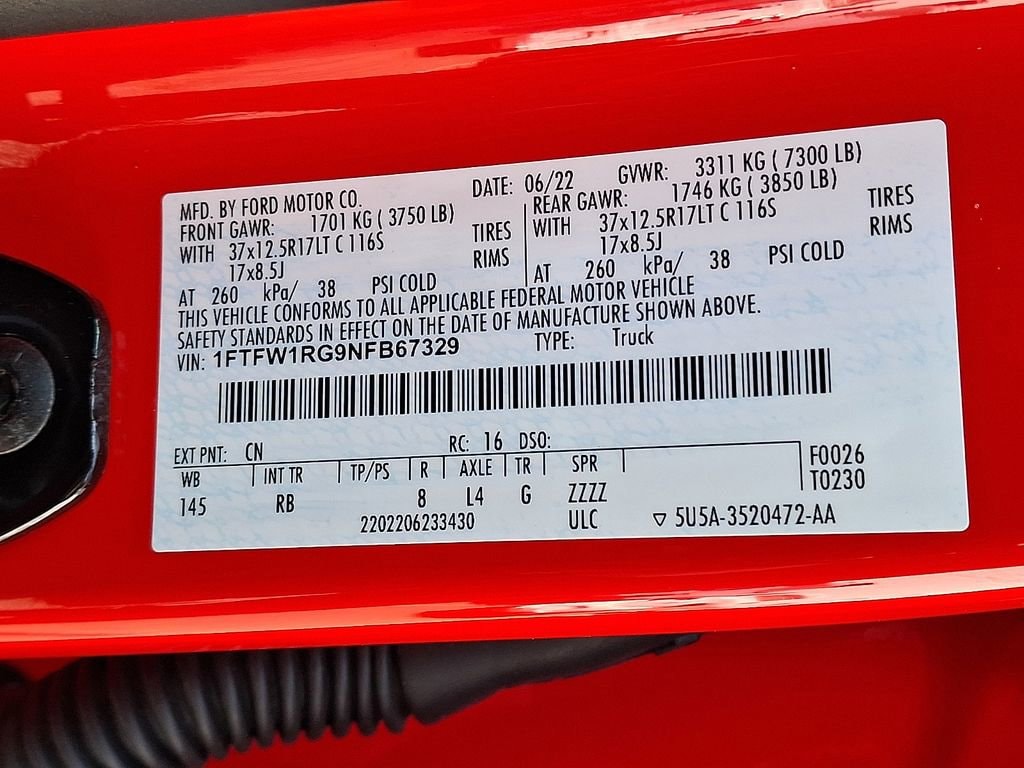 MFD. BY FORD MOTOR CO. DATE: 06/22 GVWR: 3311 KG ( 7300 LB)
FRONT GAWR: 1701 KG ( 3750 LB) REAR GAWR: 1746 KG ( 3850 LB)
WITH 37x12.5R17LT C 116S TIRES WITH 37x12.5R17LT C 116S TIRES
17x8.5J RIMS 17x8.5J RIMS
AT 260 kPa/ 38 PSI COLD AT 260 kPa/ 38 PSI COLD
THIS VEHICLE CONFORMS TO ALL APPLICABLE FEDERAL MOTOR VEHICLE
SAFETY STANDARDS IN EFFECT ON THE DATE OF MANUFACTURE SHOWN ABOVE.
VIN: 1FTFW1RG9NFB67329 TYPE: Truck
EXT PNT: CN RC: 16 DSO:
WB INT TR TP/PS R AXLE TR SPR F0026
145 RB 8 L4 G ZZZZ T0230
2202206233430 ULC ▽ 5U5A-3520472-AA